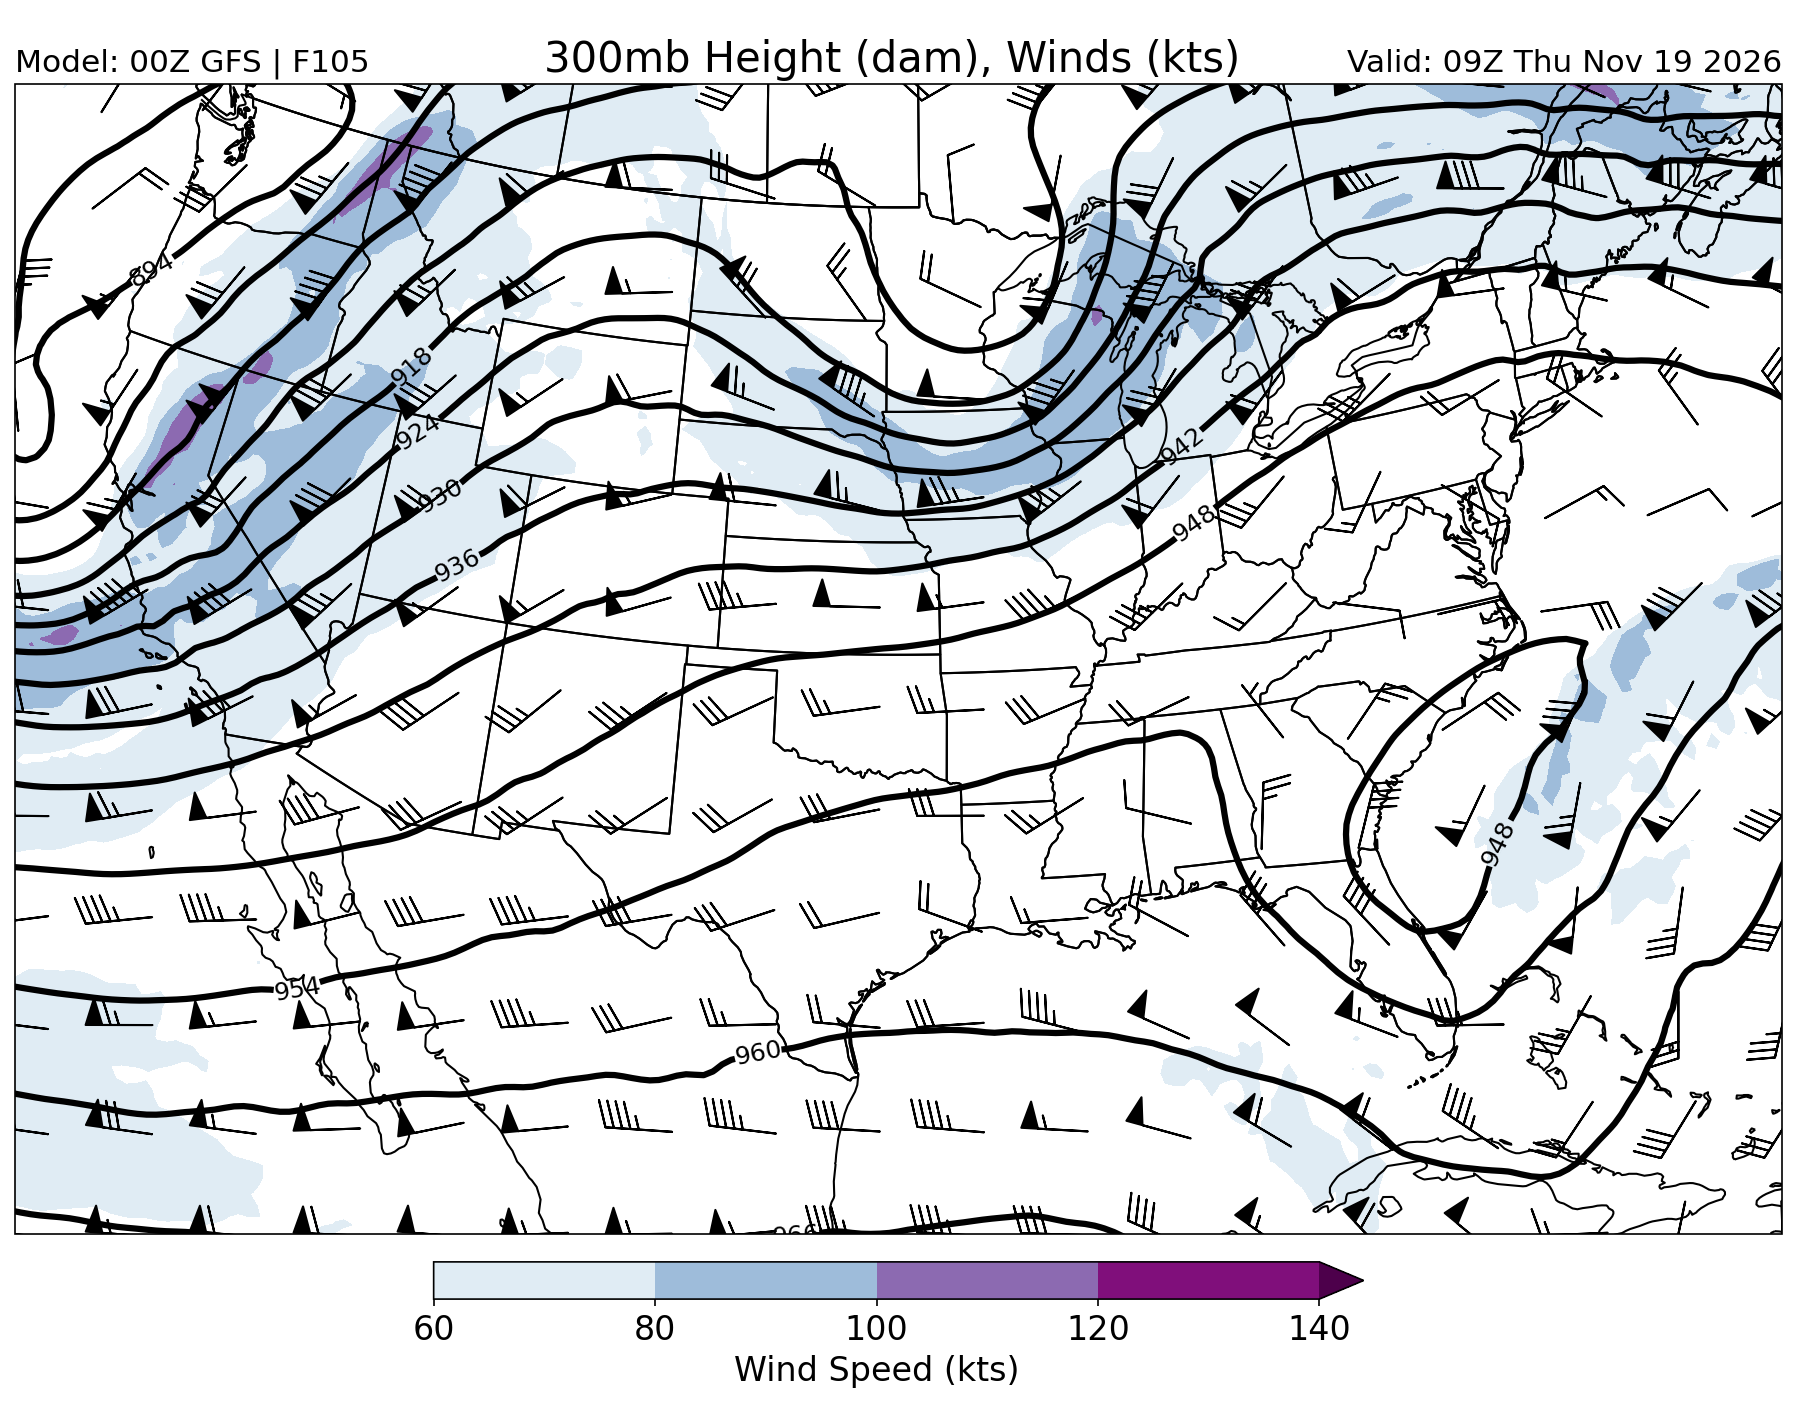 Model: 00Z GFS | F105
300mb Height (dam), Winds (kts)
Valid: 09Z Thu Nov 19 2026
894
918
924
930
936
942
948
948
954
960
966
60 80 100 120 140
Wind Speed (kts)